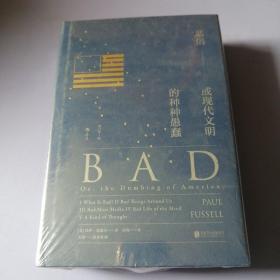 恶俗
或现代文明
的种种愚蠢
BAD
Or, the Dumbing of America
I What Is Bad? II Bad Things Around Us
III Bad Mass Media IV Bad Life of the Mind
V A Kind of Thought
PAUL
FUSSELL